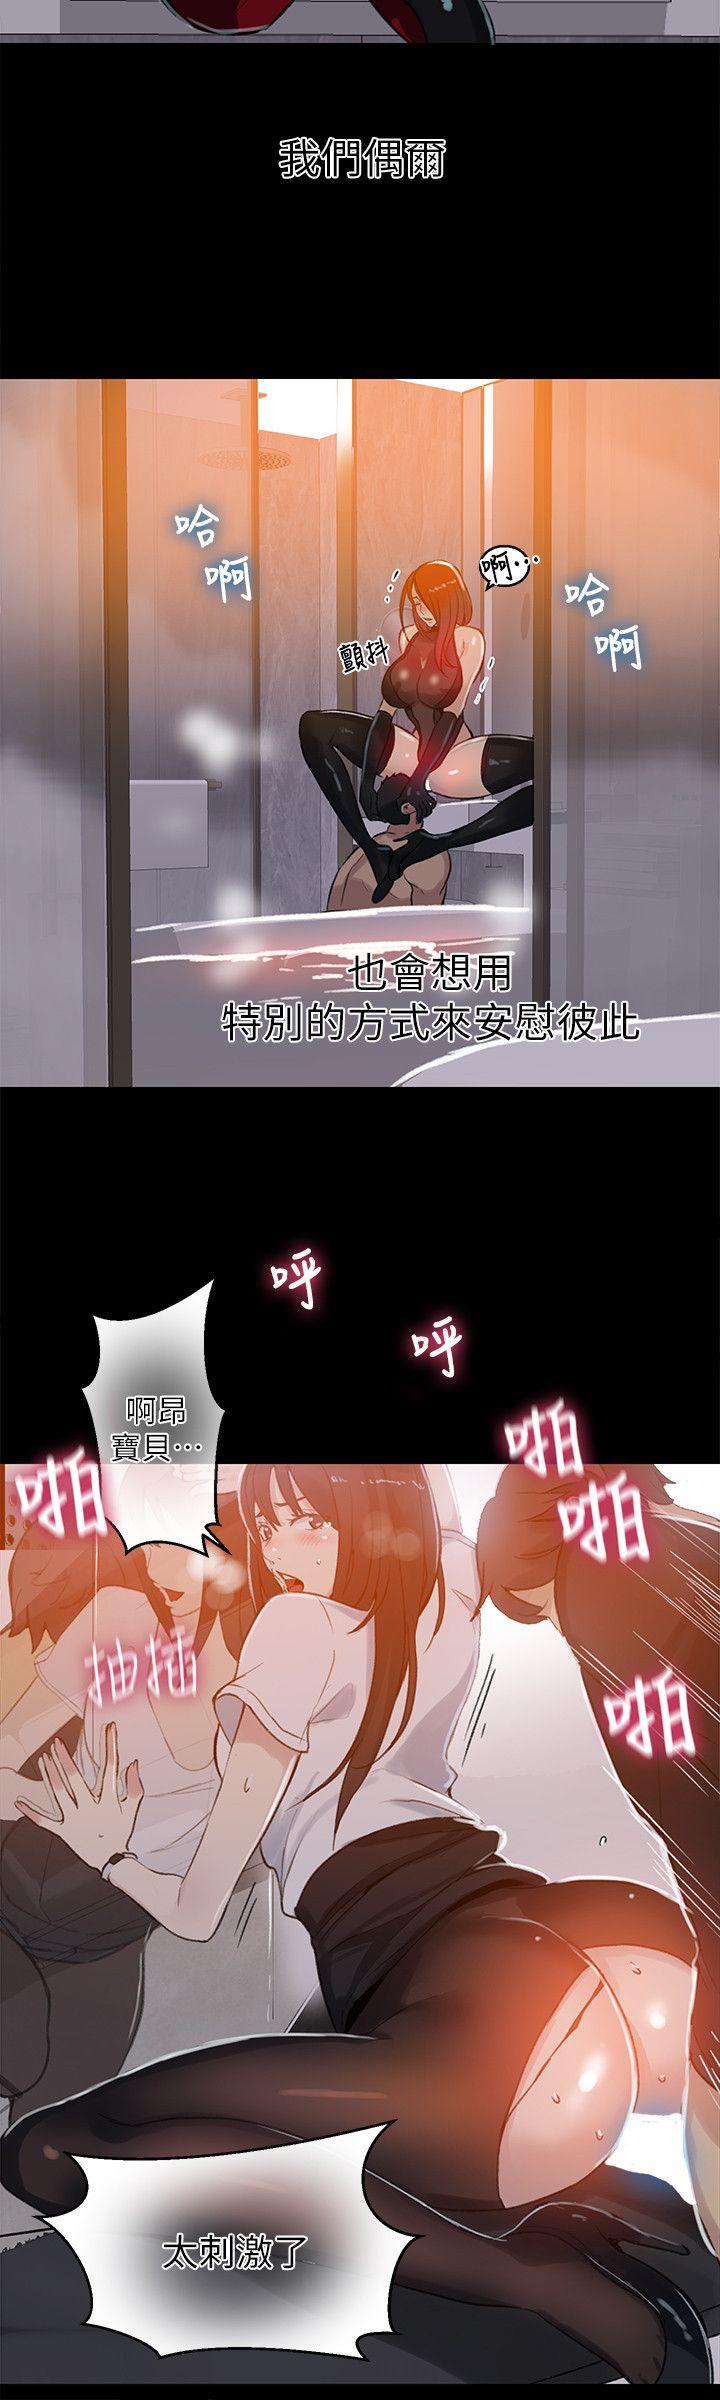 我們偶爾
哈
啊
啊…
哈
啊
顫抖
也會想用
特別的方式來安慰彼此
呼
呼
啊昂
寶貝…
啪
啪
啪
抽插
啪
太刺激了